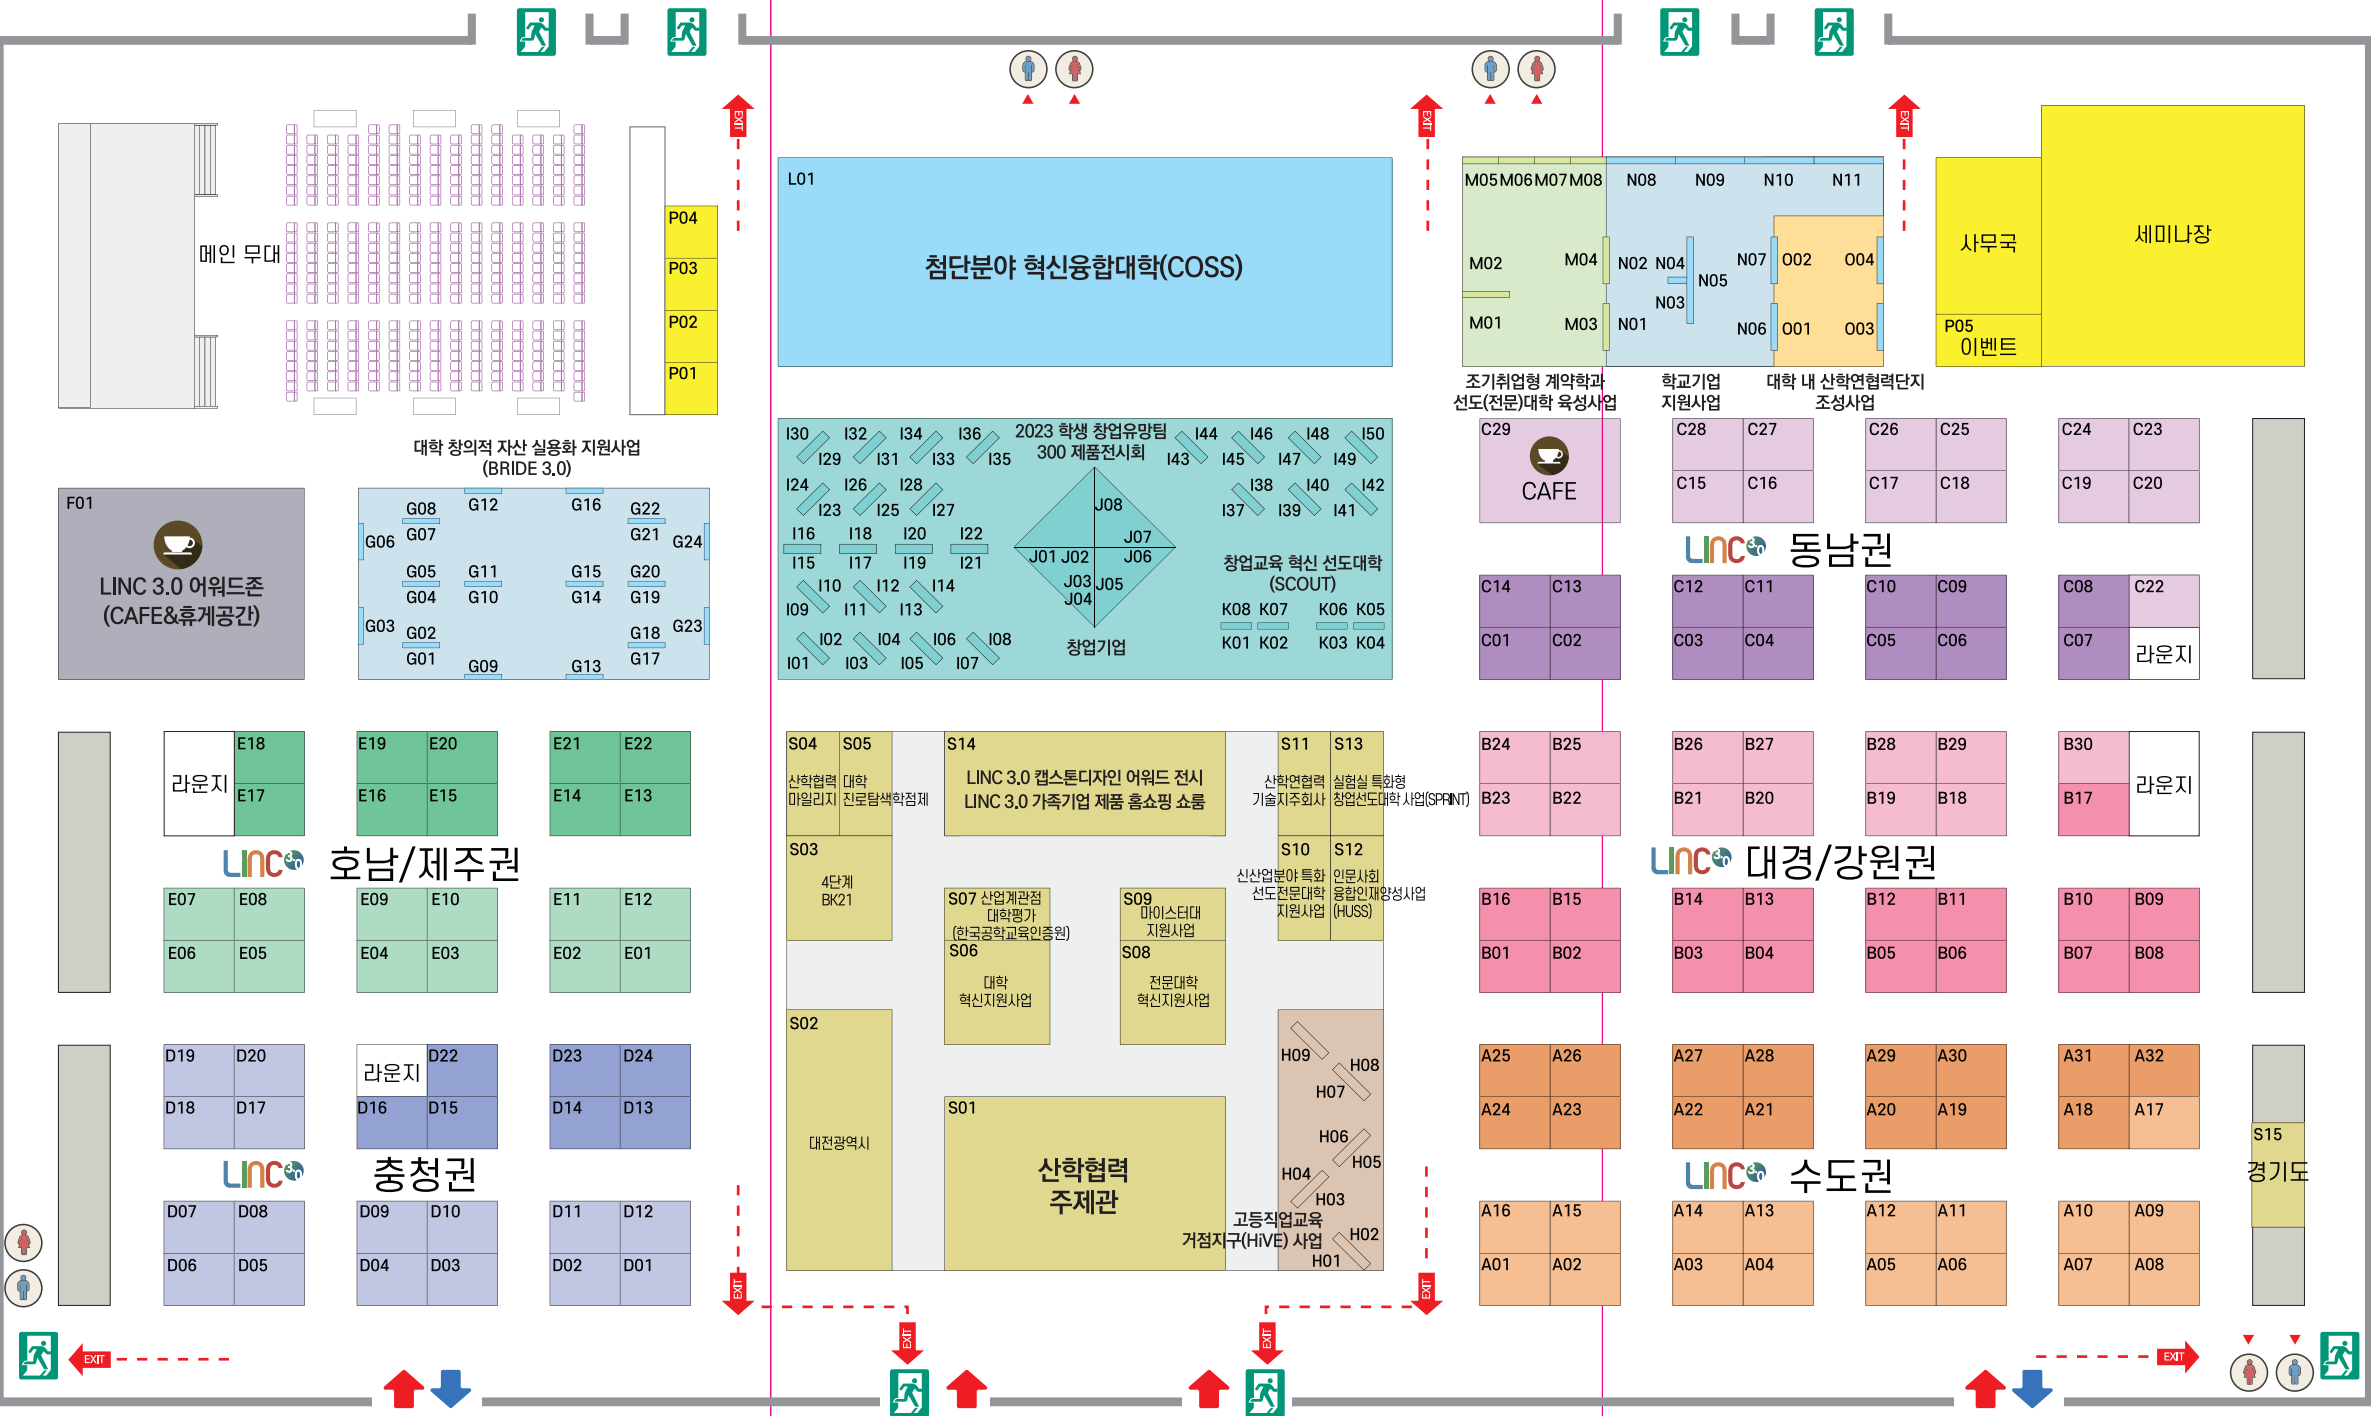 EXIT
EXIT
EXIT
메인 무대
P04
P03
P02
P01
L01
첨단분야 혁신융합대학(COSS)
M05 M06 M07 M08
N08 N09 N10 N11
M02 M04
N02 N04 N05 N07
O02 O04
N03
M01 M03
N01 N06
O01 O03
조기취업형 계약학과
선도(전문)대학 육성사업
학교기업
지원사업
대학 내 산학연협력단지
조성사업
사무국
세미나장
P05
이벤트
대학 창의적 자산 실용화 지원사업
(BRIDE 3.0)
F01
LINC 3.0 어워드존
(CAFE&휴게공간)
G08 G12 G16 G22
G07 G21
G06 G24
G05 G11 G15 G20
G04 G10 G14 G19
G03 G23
G02 G18
G01 G09 G13 G17
I30 I32 I34 I36
I29 I31 I33 I35
2023 학생 창업유망팀
300 제품전시회
I44 I46 I48 I50
I43 I45 I47 I49
I24 I26 I28
I23 I25 I27
I38 I40 I42
I37 I39 I41
I16 I18 I20 I22
I15 I17 I19 I21
I10 I12 I14
I09 I11 I13
I02 I04 I06 I08
I01 I03 I05 I07
J08
J07
J01 J02 J06
J03 J05
J04
창업기업
창업교육 혁신 선도대학
(SCOUT)
K08 K07 K06 K05
K01 K02 K03 K04
C29
CAFE
C28 C27 C26 C25 C24 C23
C15 C16 C17 C18 C19 C20
LINC 3.0 동남권
C14 C13 C12 C11 C10 C09 C08 C22
C01 C02 C03 C04 C05 C06 C07 라운지
라운지
E18 E19 E20 E21 E22
E17 E16 E15 E14 E13
LINC 3.0 호남/제주권
E07 E08 E09 E10 E11 E12
E06 E05 E04 E03 E02 E01
S04
산학협력
마일리지
S05
대학
진로탐색학점제
S14
LINC 3.0 캡스톤디자인 어워드 전시
LINC 3.0 가족기업 제품 홈쇼핑 쇼룸
S11
산학연협력
기술지주회사
S13
실험실 특화형
창업선도대학 사업(SPRINT)
S03
4단계
BK21
S07 산업계관점
대학평가
(한국공학교육인증원)
S09
마이스터대
지원사업
S10
신산업분야 특화
선도전문대학
지원사업
S12
인문사회
융합인재양성사업
(HUSS)
S06
대학
혁신지원사업
S08
전문대학
혁신지원사업
B24 B25 B26 B27 B28 B29 B30
B23 B22 B21 B20 B19 B18 B17
라운지
LINC 3.0 대경/강원권
B16 B15 B14 B13 B12 B11 B10 B09
B01 B02 B03 B04 B05 B06 B07 B08
D19 D20 라운지 D22 D23 D24
D18 D17 D16 D15 D14 D13
LINC 3.0 충청권
D07 D08 D09 D10 D11 D12
D06 D05 D04 D03 D02 D01
S02
대전광역시
S01
산학협력
주제관
H09
H08
H07
H06
H05
H04
H03
고등직업교육
거점지구(HiVE) 사업
H02
H01
A25 A26 A27 A28 A29 A30 A31 A32
A24 A23 A22 A21 A20 A19 A18 A17
LINC 3.0 수도권
S15
경기도
A16 A15 A14 A13 A12 A11 A10 A09
A01 A02 A03 A04 A05 A06 A07 A08
EXIT
EXIT
EXIT
EXIT
EXIT
EXIT